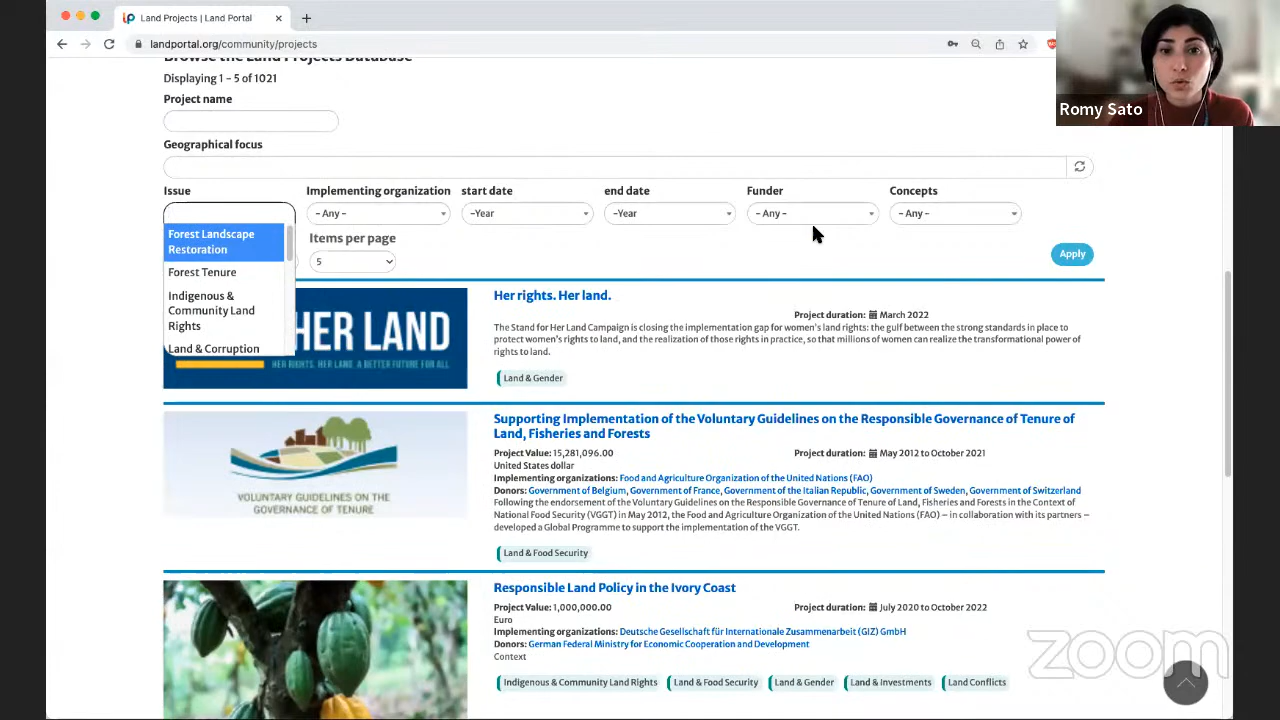 Land Projects | Land Portal
landportal.org/community/projects
Romy Sato
Browse the Land Projects Database
Displaying 1 - 5 of 1021
Project name
Geographical focus
Issue
Implementing organization
start date
end date
Funder
Concepts
- Any -
-Year
-Year
- Any -
- Any -
Forest Landscape
Restoration
Forest Tenure
Indigenous &
Community Land
Rights
Land & Corruption
Items per page
5
Apply
HER LAND
HER RIGHTS. HER LAND. A BETTER FUTURE FOR ALL
Her rights. Her land.
Project duration: March 2022
The Stand for Her Land Campaign is closing the implementation gap for women's land rights: the gulf between the strong standards in place to
protect women's rights to land, and the realization of those rights in practice, so that millions of women can realize the transformational power of
rights to land.
Land & Gender
VOLUNTARY GUIDELINES ON THE
GOVERNANCE OF TENURE
Supporting Implementation of the Voluntary Guidelines on the Responsible Governance of Tenure of
Land, Fisheries and Forests
Project Value: 15,281,096.00
Project duration: May 2012 to October 2021
United States dollar
Implementing organizations: Food and Agriculture Organization of the United Nations (FAO)
Donors: Government of Belgium, Government of France, Government of the Italian Republic, Government of Sweden, Government of Switzerland
Following the endorsement of the Voluntary Guidelines on the Responsible Governance of Tenure of Land, Fisheries and Forests in the Context of
National Food Security (VGGT) in May 2012, the Food and Agriculture Organization of the United Nations (FAO) – in collaboration with its partners –
developed a Global Programme to support the implementation of the VGGT.
Land & Food Security
Responsible Land Policy in the Ivory Coast
Project Value: 1,000,000.00
Project duration: July 2020 to October 2022
Euro
Implementing organizations: Deutsche Gesellschaft für Internationale Zusammenarbeit (GIZ) GmbH
Donors: German Federal Ministry for Economic Cooperation and Development
Context
Indigenous & Community Land Rights
Land & Food Security
Land & Gender
Land & Investments
Land Conflicts
zoom